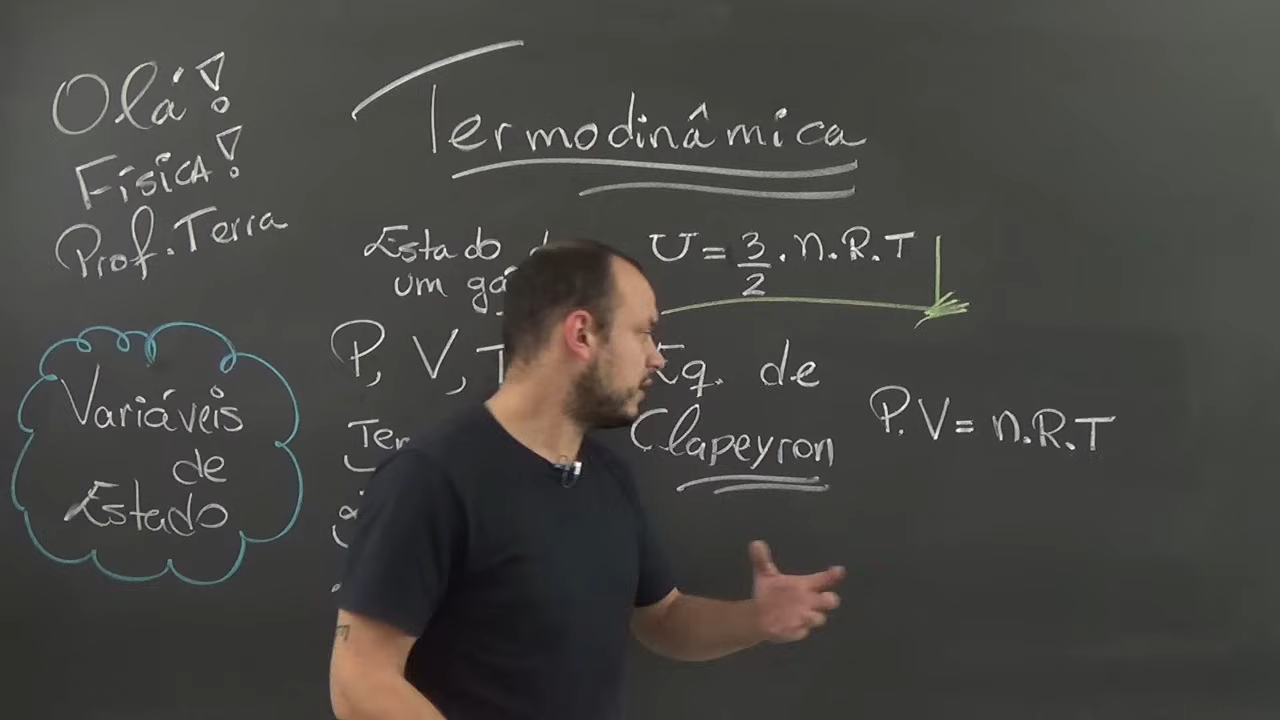 Olá!
Física!
Prof. Terra
Termodinâmica
Estado
um
U = 3/2 . n.R.T
P, V, T
Eq. de
Clapeyron
P.V = n.R.T
Variáveis
de
Estado